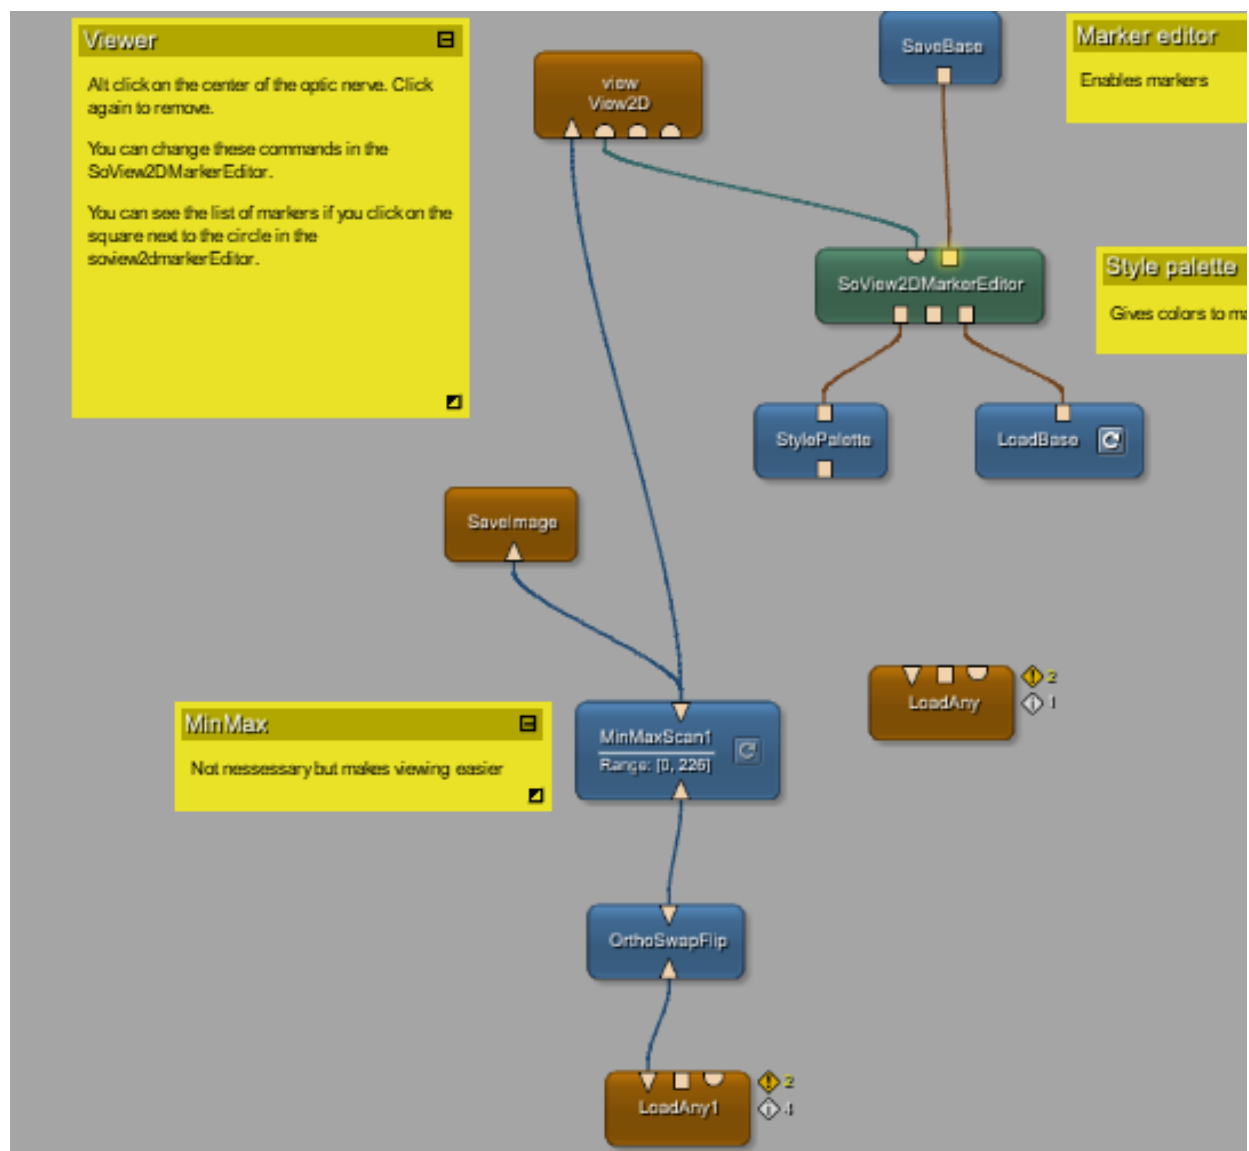 Viewer
Alt click on the center of the optic nerve. Click
again to remove.
You can change these commands in the
SoView2DMarkerEditor.
You can see the list of markers if you click on the
square next to the circle in the
soview2dmarkerEditor.
view
View2D
SaveBase
Marker editor
Enables markers
SoView2DMarkerEditor
Style palette
Gives colors to
StylePalette
LoadBase
SaveImage
LoadAny
2
1
MinMax
Not nessessary but makes viewing easier
MinMaxScan1
Range: [0, 226]
OrthoSwapFlip
LoadAny1
2
4